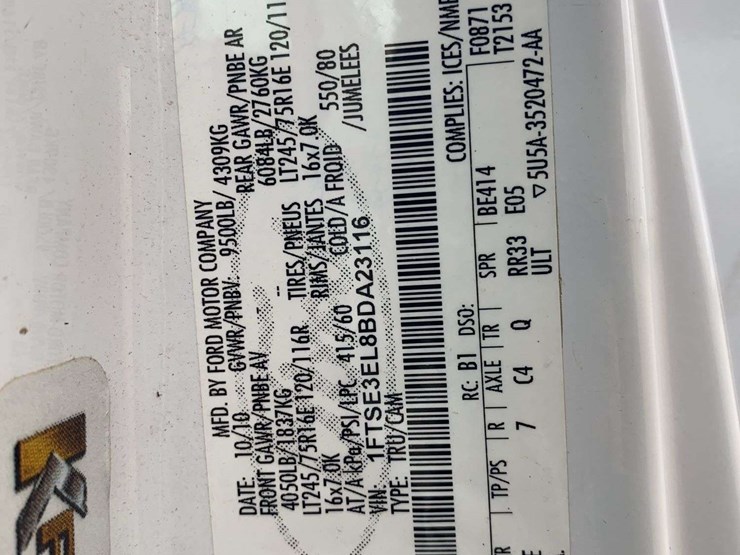 MFD. BY FORD MOTOR COMPANY
DATE: 10/10 GVWR/PNBV: 9500LB/ 4309KG
FRONT GAWR/PNBE AV REAR GAWR/PNBE AR
4050LB/1837KG 6084LB/2760KG
LT245/75R16E 120/116R TIRES/PNEUS LT245/75R16E 120/11
16x7.0K -- RIMS/JANTES 16x7.0K
AT/A kPa/PSI/LPC 415/60 COLD/A FROID 550/80
VIN: 1FTSE3EL8BDA23116 /JUMELEES
TYPE: TRU/CAM
COMPLIES: ICES/NMB
RC: B1 DSO: F0871
T2153
R TP/PS R AXLE TR SPR BE414
E 7 C4 Q RR33 E05
ULT ▽5U5A-3520472-AA
KF